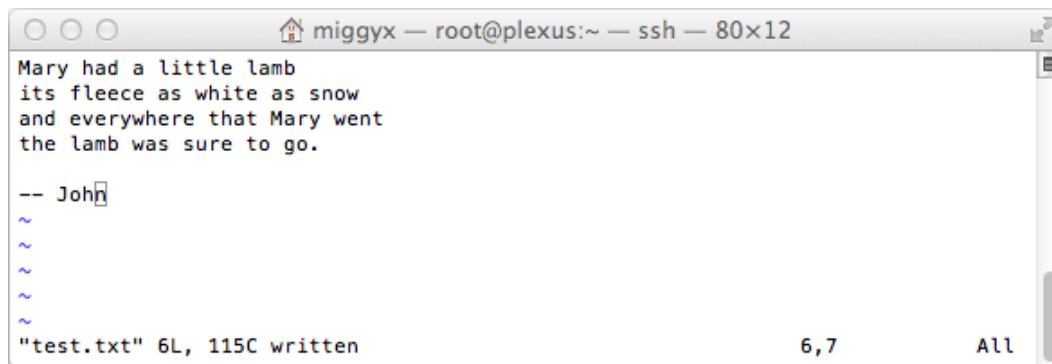 miggyx — root@plexus:~ — ssh — 80×12
Mary had a little lamb
its fleece as white as snow
and everywhere that Mary went
the lamb was sure to go.

-- John
~
~
~
~
~
"test.txt" 6L, 115C written 6,7 All